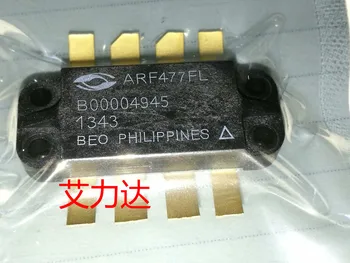 ARF477FL
B00004945
1343
BEO PHILIPPINES △
艾力达